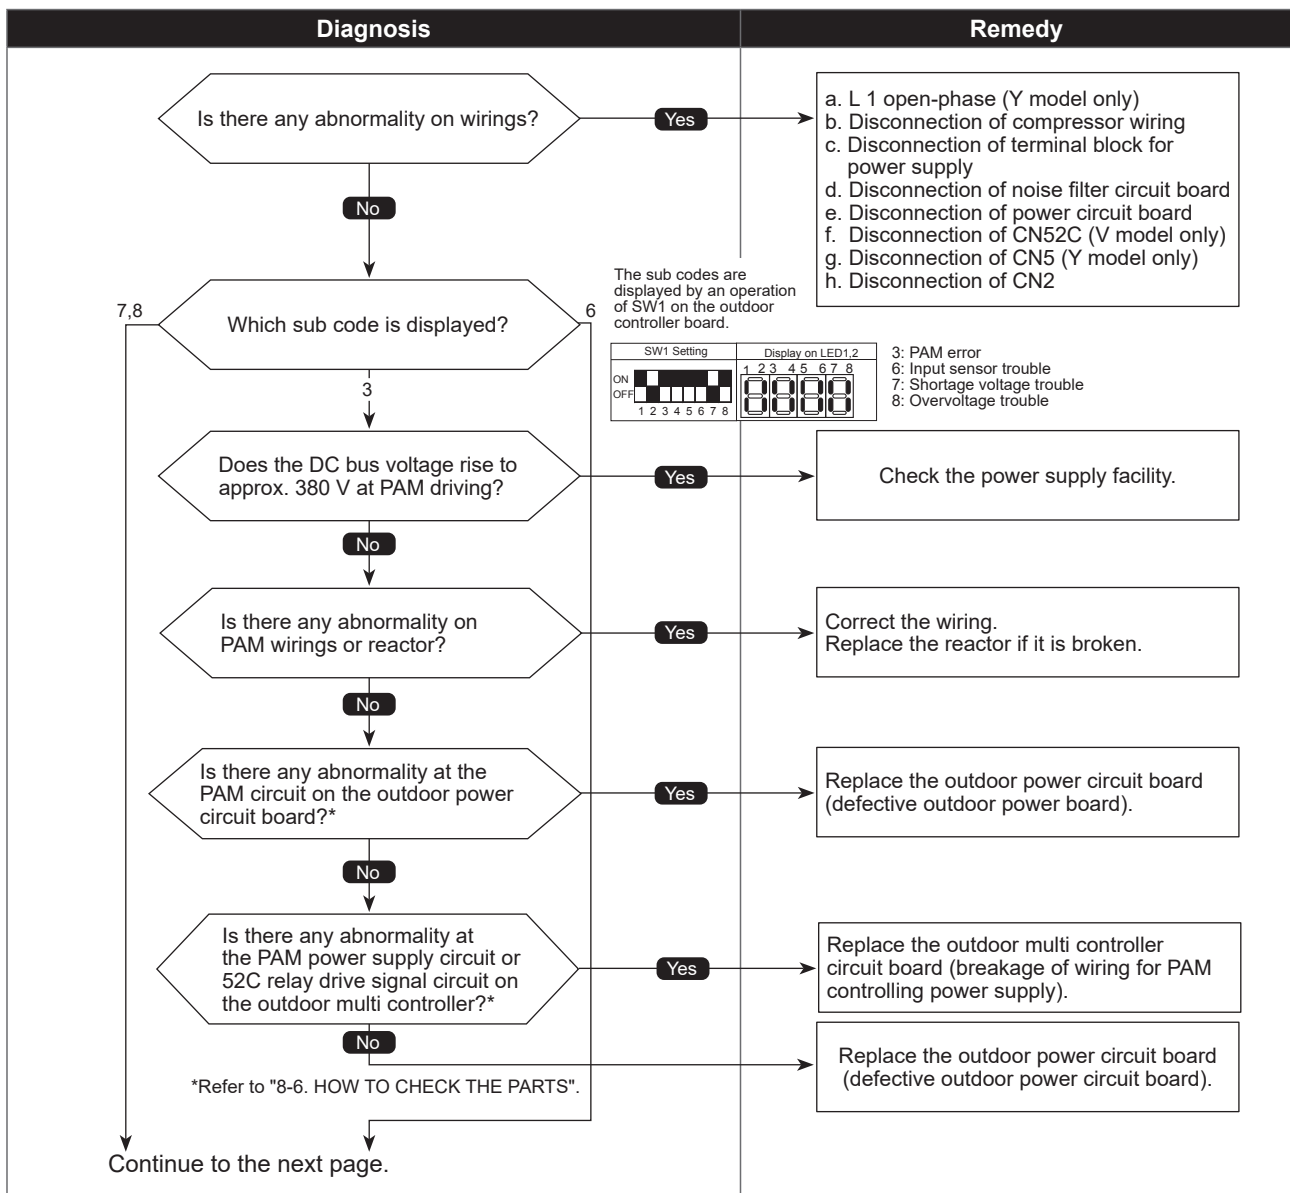 Diagnosis
Remedy
Is there any abnormality on wirings?
Yes
a. L 1 open-phase (Y model only)
b. Disconnection of compressor wiring
c. Disconnection of terminal block for
power supply
d. Disconnection of noise filter circuit board
e. Disconnection of power circuit board
f. Disconnection of CN52C (V model only)
g. Disconnection of CN5 (Y model only)
h. Disconnection of CN2
No
7,8
Which sub code is displayed?
6
The sub codes are
displayed by an operation
of SW1 on the outdoor
controller board.
SW1 Setting
Display on LED1,2
ON
OFF
1 2 3 4 5 6 7 8
1 2 3 4 5 6 7 8
3: PAM error
6: Input sensor trouble
7: Shortage voltage trouble
8: Overvoltage trouble
3
Does the DC bus voltage rise to
approx. 380 V at PAM driving?
Yes
Check the power supply facility.
No
Is there any abnormality on
PAM wirings or reactor?
Yes
Correct the wiring.
Replace the reactor if it is broken.
No
Is there any abnormality at the
PAM circuit on the outdoor power
circuit board?*
Yes
Replace the outdoor power circuit board
(defective outdoor power board).
No
Is there any abnormality at
the PAM power supply circuit or
52C relay drive signal circuit on
the outdoor multi controller?*
Yes
Replace the outdoor multi controller
circuit board (breakage of wiring for PAM
controlling power supply).
No
Replace the outdoor power circuit board
(defective outdoor power circuit board).
*Refer to "8-6. HOW TO CHECK THE PARTS".
Continue to the next page.